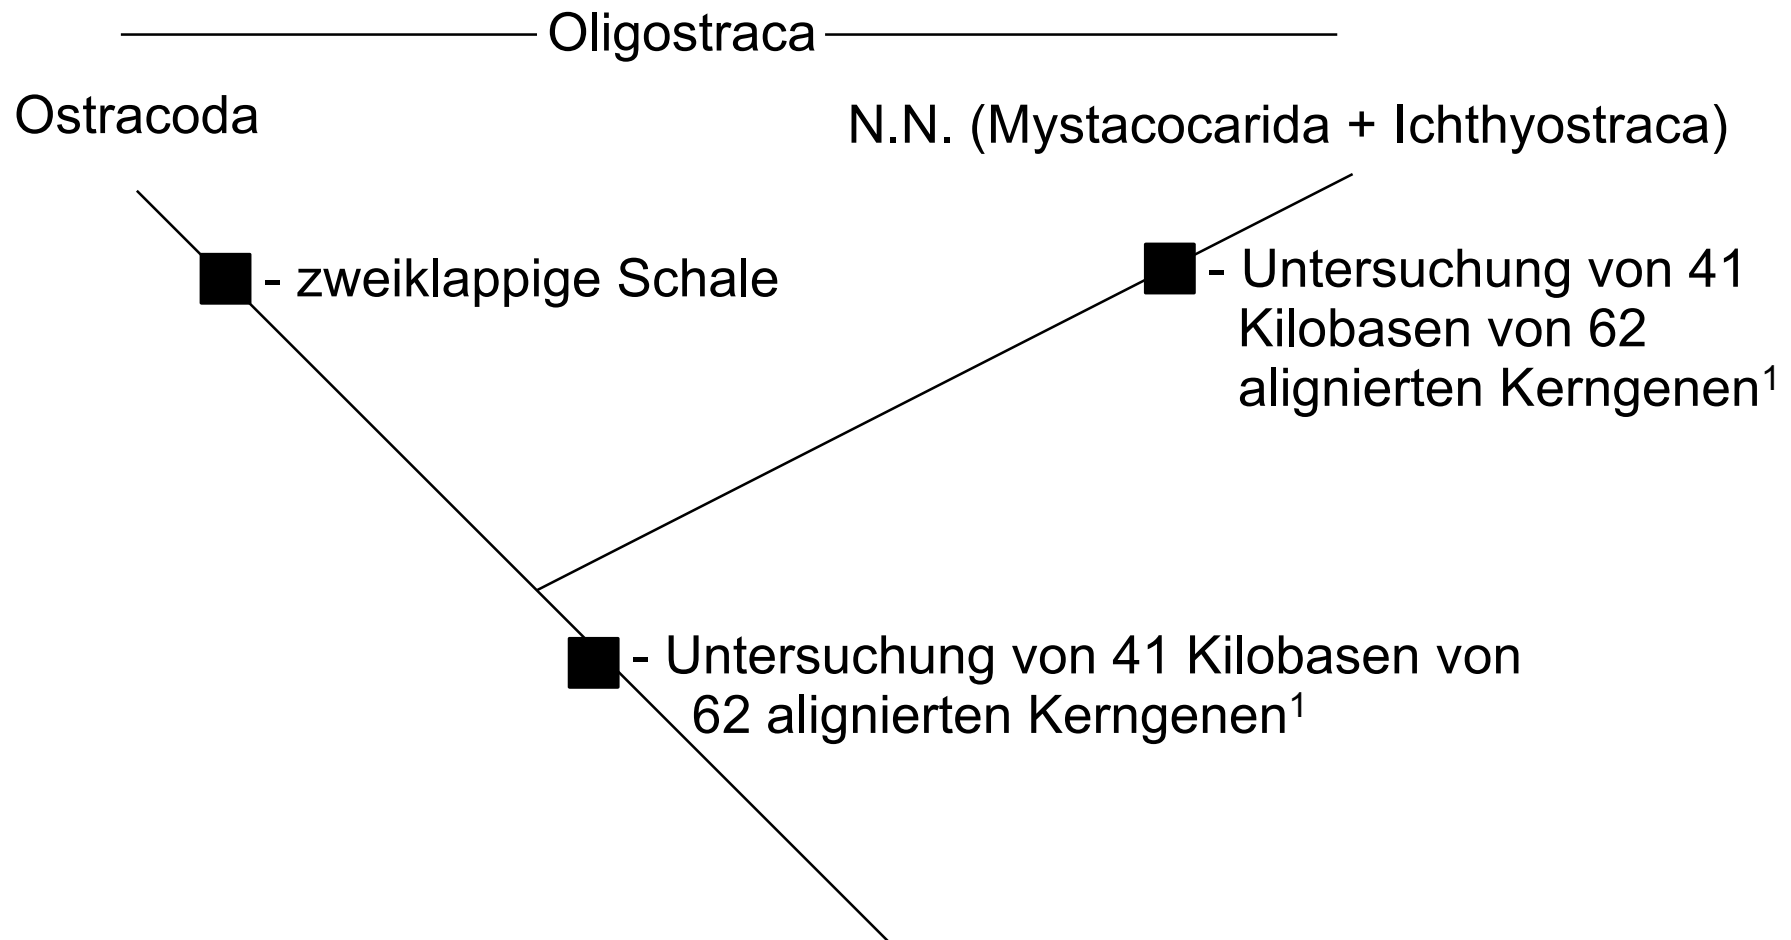 Oligostraca
Ostracoda
N.N. (Mystacocarida + Ichthyostraca)
- zweiklappige Schale
- Untersuchung von 41
Kilobasen von 62
alignierten Kerngenen¹
- Untersuchung von 41 Kilobasen von
62 alignierten Kerngenen¹